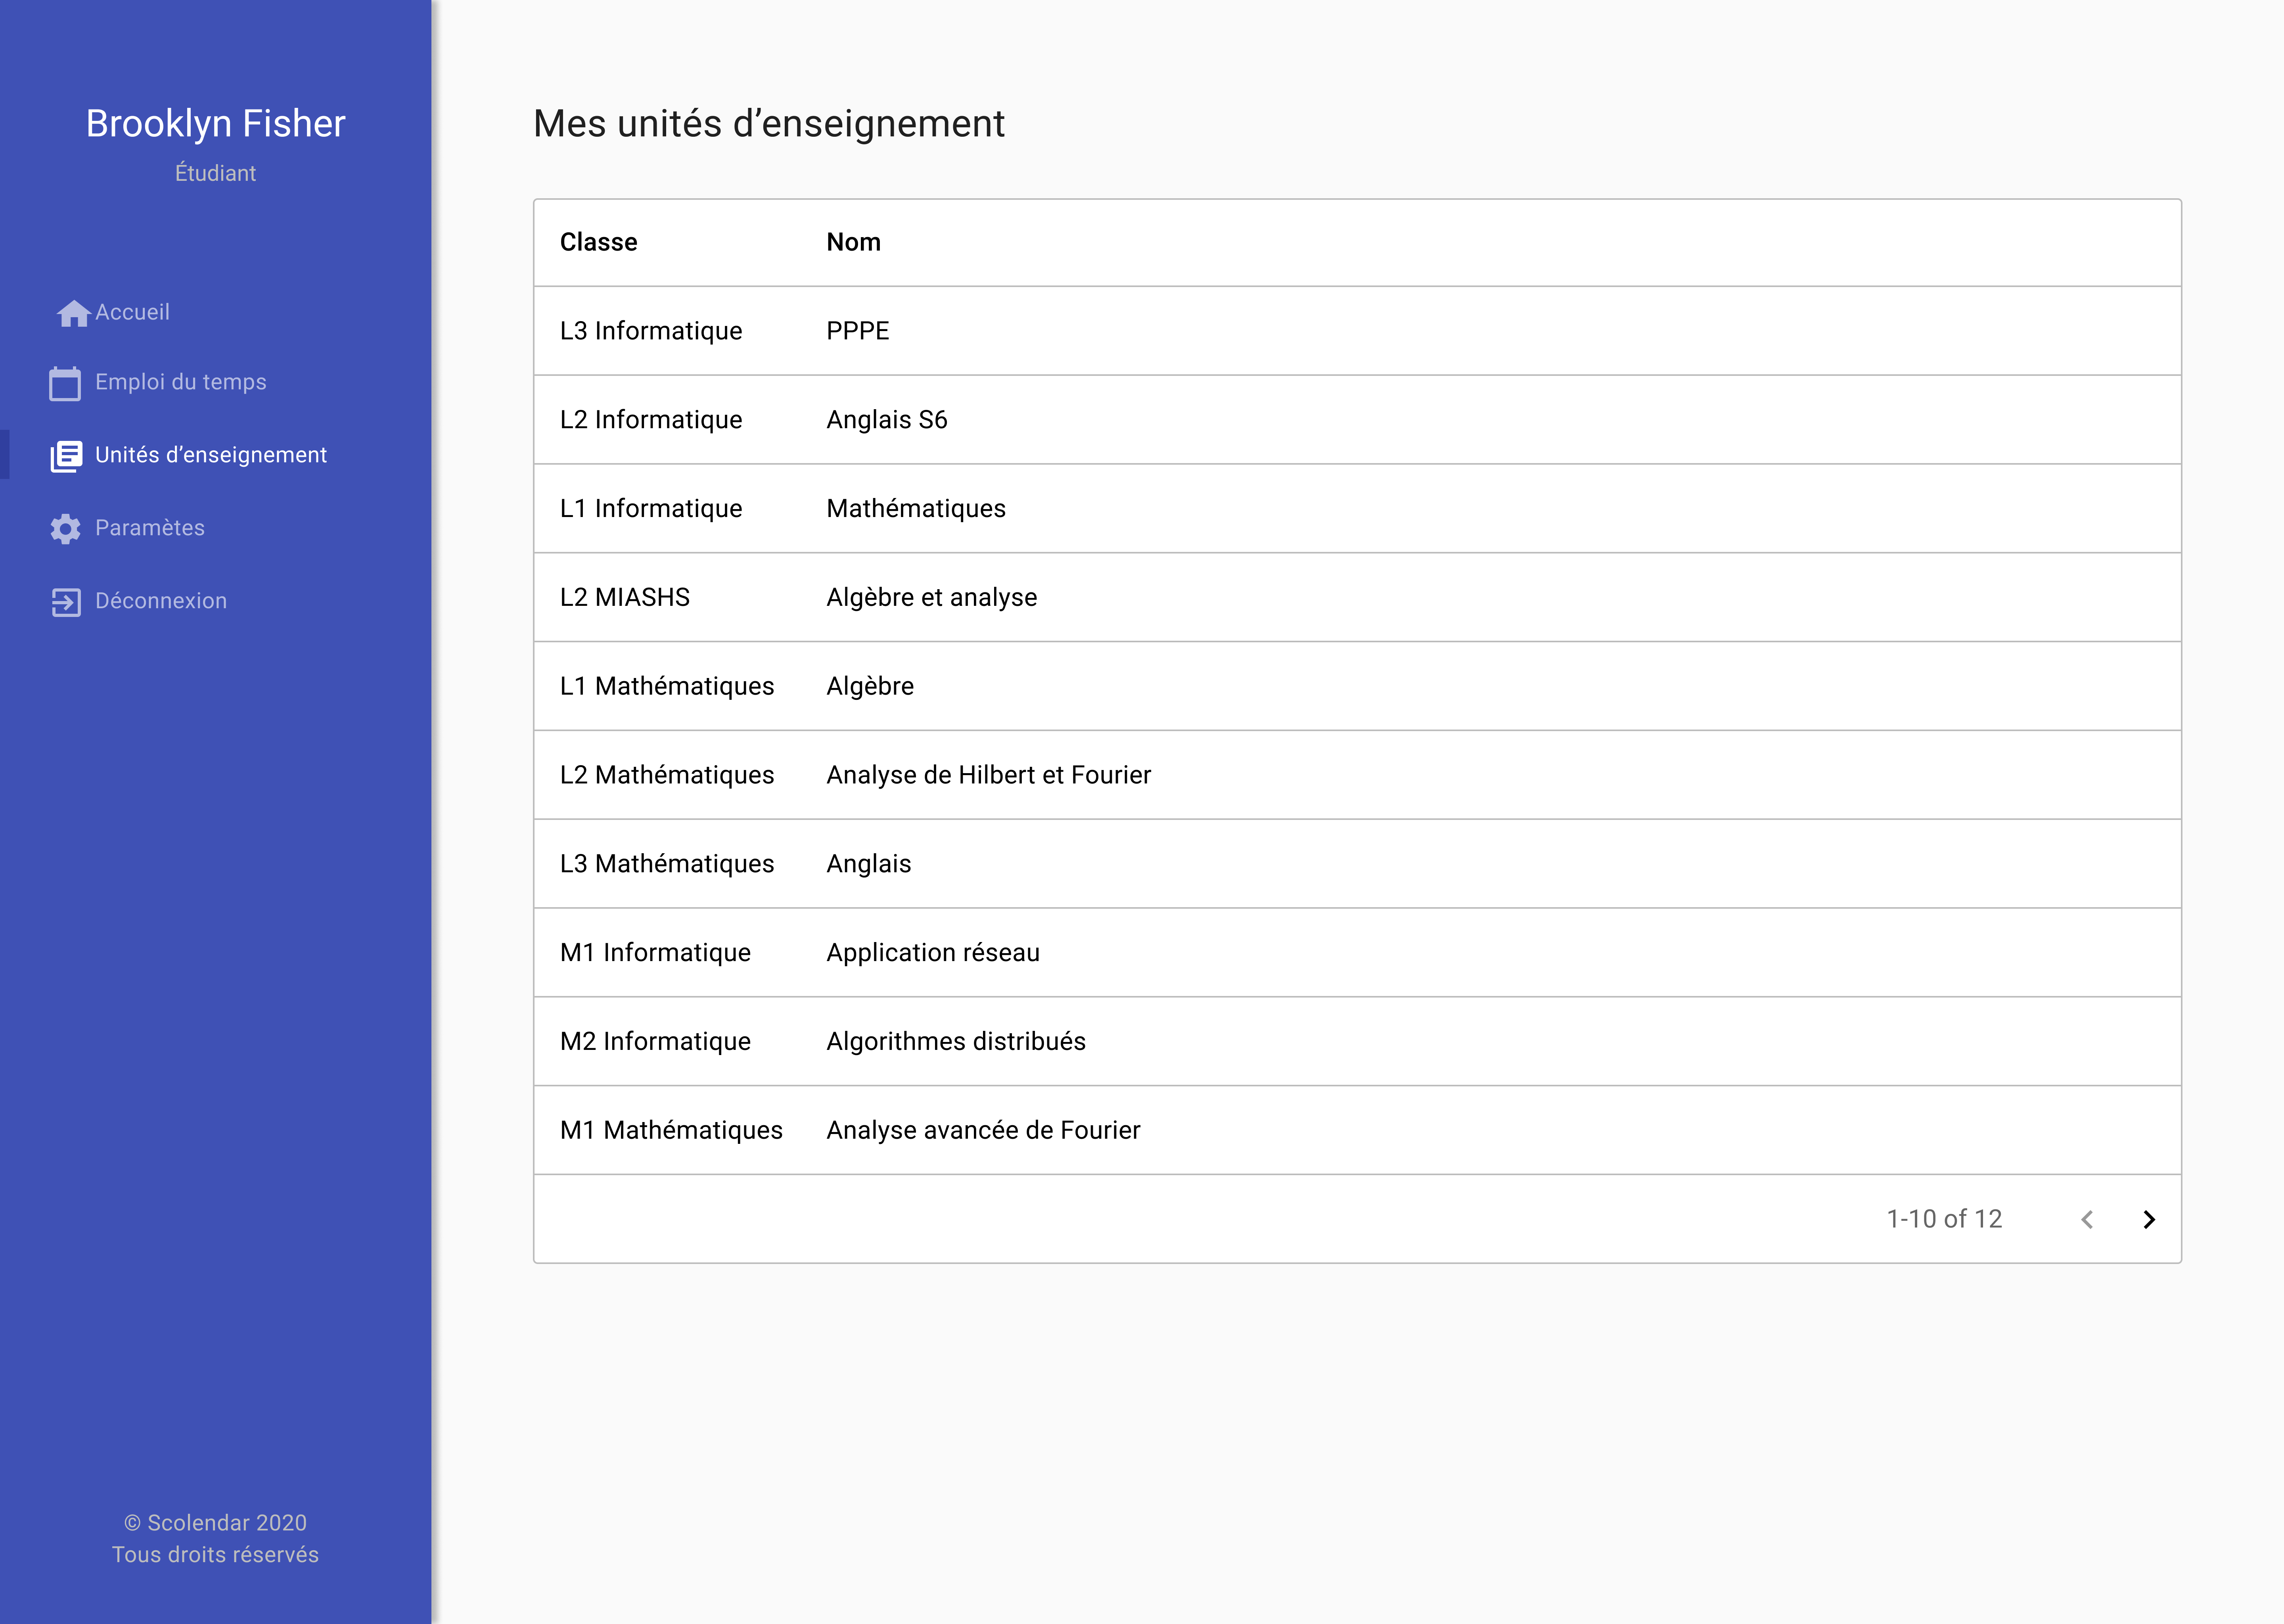 Brooklyn Fisher
Étudiant
Accueil
Emploi du temps
Unités d’enseignement
Paramètes
Déconnexion
© Scolendar 2020
Tous droits réservés
Mes unités d’enseignement
Classe Nom
L3 Informatique PPPE
L2 Informatique Anglais S6
L1 Informatique Mathématiques
L2 MIASHS Algèbre et analyse
L1 Mathématiques Algèbre
L2 Mathématiques Analyse de Hilbert et Fourier
L3 Mathématiques Anglais
M1 Informatique Application réseau
M2 Informatique Algorithmes distribués
M1 Mathématiques Analyse avancée de Fourier
1-10 of 12